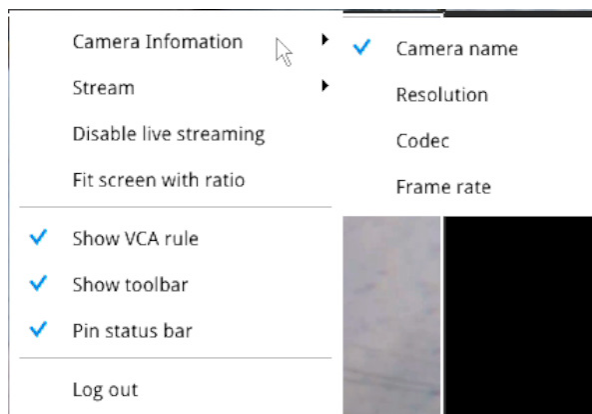 Camera Infomation
Stream
Disable live streaming
Fit screen with ratio
Show VCA rule
Show toolbar
Pin status bar
Log out
Camera name
Resolution
Codec
Frame rate